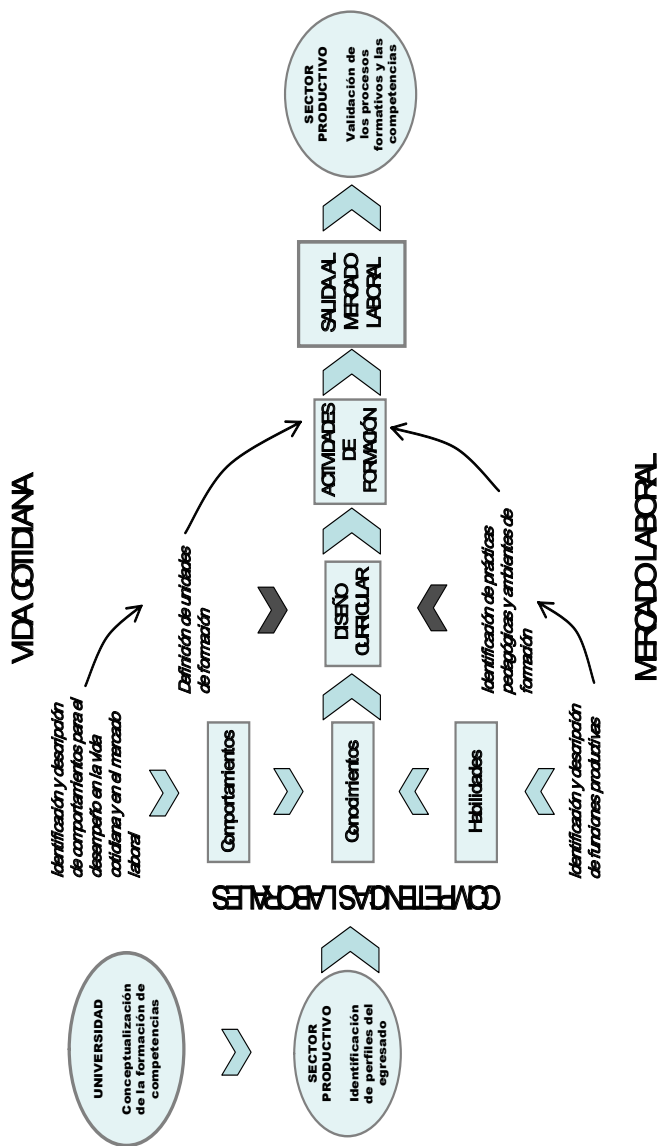 VIDA COTIDIANA
UNIVERSIDAD
Conceptualización
de la formación de
competencias
SECTOR
PRODUCTIVO
Identificación
de perfiles del
egresado
COMPETENCIAS LABORALES
Identificación y descripción
de comportamientos para el
desempeño en la vida
cotidiana y en el mercado
laboral
Comportamientos
Conocimientos
Habilidades
Identificación y descripción
de funciones productivas
Definición de unidades
de formación
DISEÑO
CURRICULAR
Identificación de prácticas
pedagógicas y ambientes de
formación
ACTIVIDADES
DE
FORMACIÓN
SALIDA AL
MERCADO
LABORAL
SECTOR
PRODUCTIVO
Validación de
los procesos
formativos y las
competencias
MERCADO LABORAL